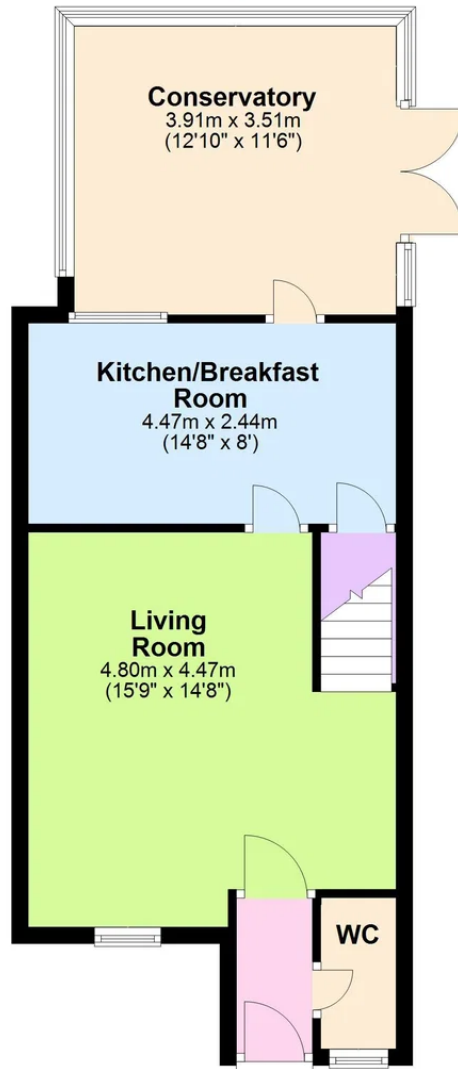 Conservatory
3.91m x 3.51m
(12'10" x 11'6")
Kitchen/Breakfast
Room
4.47m x 2.44m
(14'8" x 8')
Living
Room
4.80m x 4.47m
(15'9" x 14'8")
WC